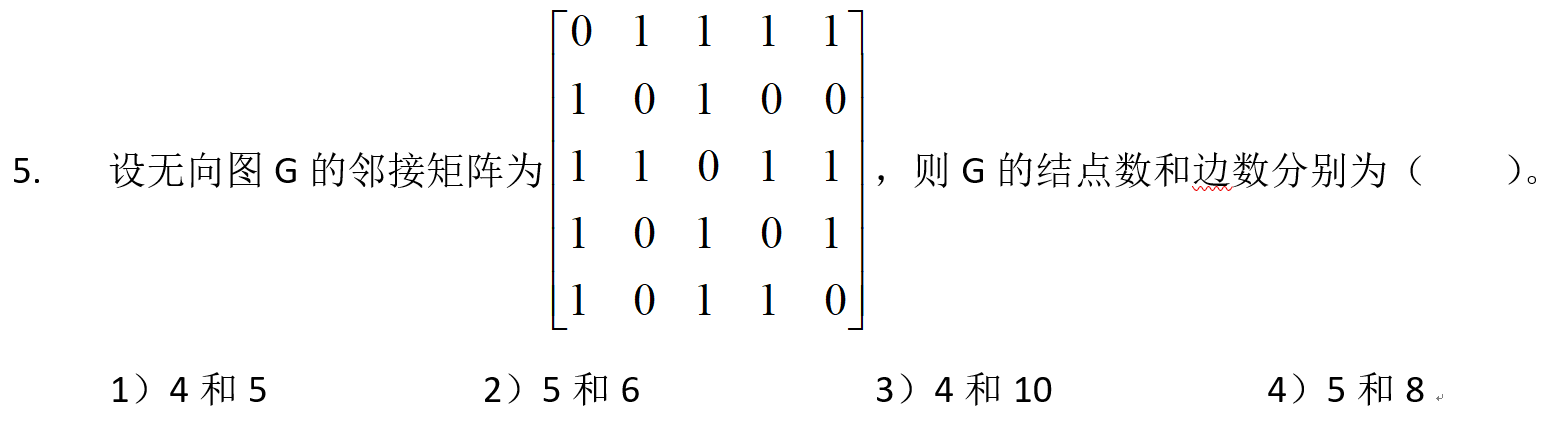 0 1 1 1 1
1 0 1 0 0
5. 设无向图 G 的邻接矩阵为 1 1 0 1 1 ，则 G 的结点数和边数分别为（ ）。
1 0 1 0 1
1 0 1 1 0
1）4 和 5 2）5 和 6 3）4 和 10 4）5 和 8